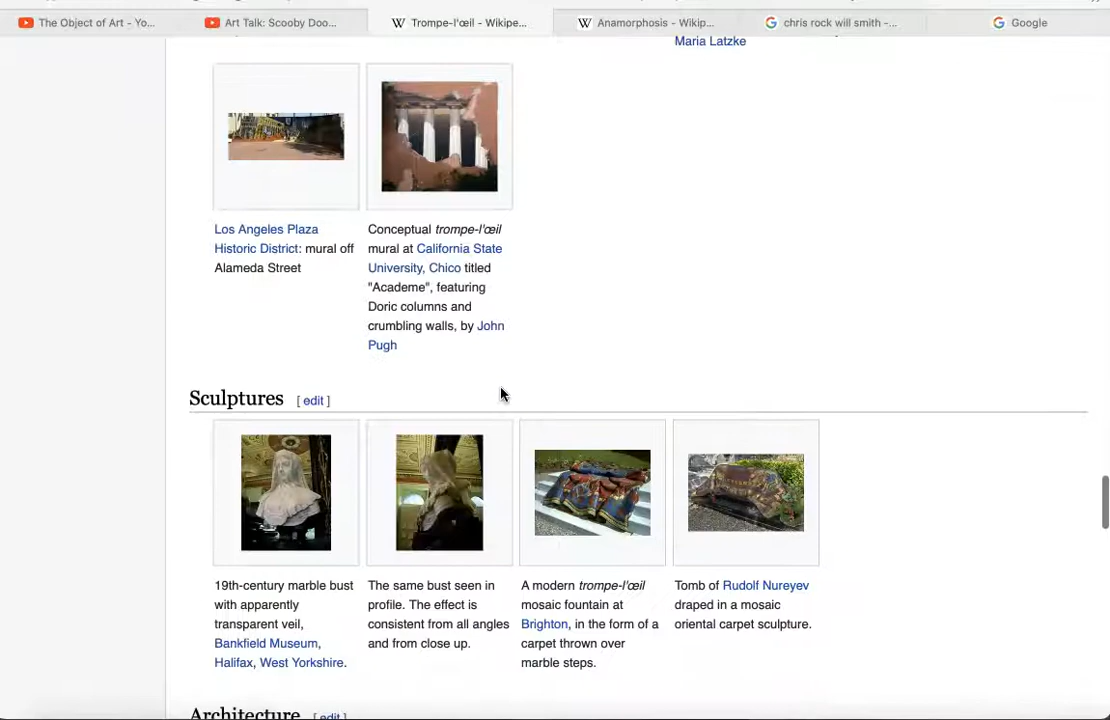 The Object of Art - Yo...
Art Talk: Scooby Doo...
Trompe-l'œil - Wikipe...
Anamorphosis - Wikip...
chris rock will smith -...
Google
Maria Latzke
Los Angeles Plaza
Historic District: mural off
Alameda Street
Conceptual trompe-l'œil
mural at California State
University, Chico titled
"Academe", featuring
Doric columns and
crumbling walls, by John
Pugh
Sculptures [ edit ]
19th-century marble bust
with apparently
transparent veil,
Bankfield Museum,
Halifax, West Yorkshire.
The same bust seen in
profile. The effect is
consistent from all angles
and from close up.
A modern trompe-l'œil
mosaic fountain at
Brighton, in the form of a
carpet thrown over
marble steps.
Tomb of Rudolf Nureyev
draped in a mosaic
oriental carpet sculpture.
Architecture [ edit ]